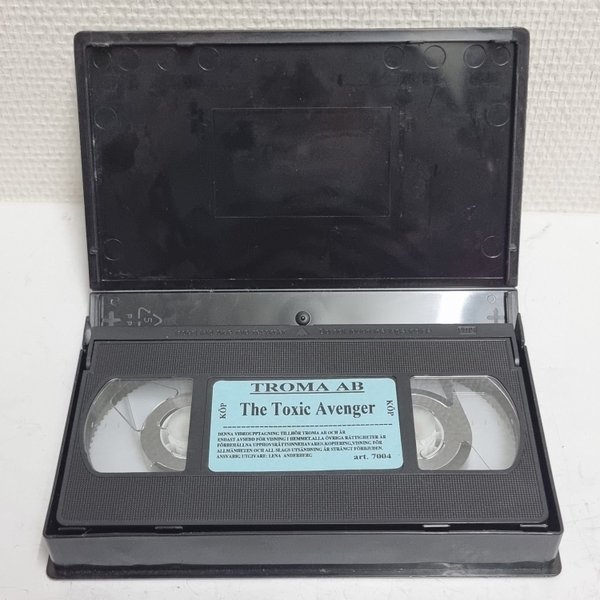 TROMA AB
KÖP
The Toxic Avenger
KÖP
DENNA VIDEOUPPTAGNING TILLHÖR TROMA AB OCH ÄR
ENDAST AVSEDD FÖR VISNING I HEMMET. ALLA ÖVRIGA RÄTTIGHETER ÄR
FÖRBEHÅLLNA UPPHOVSRÄTTSINNEHAVARE. KOPIERING, VISNING FÖR
ALLMÄNHETEN OCH ALL SLAGS UTSÄNDNING ÄR STRÄNGT FÖRBJUDEN.
ANSVARIG UTGIVARE: LENA ANDERBERG
art. 7004